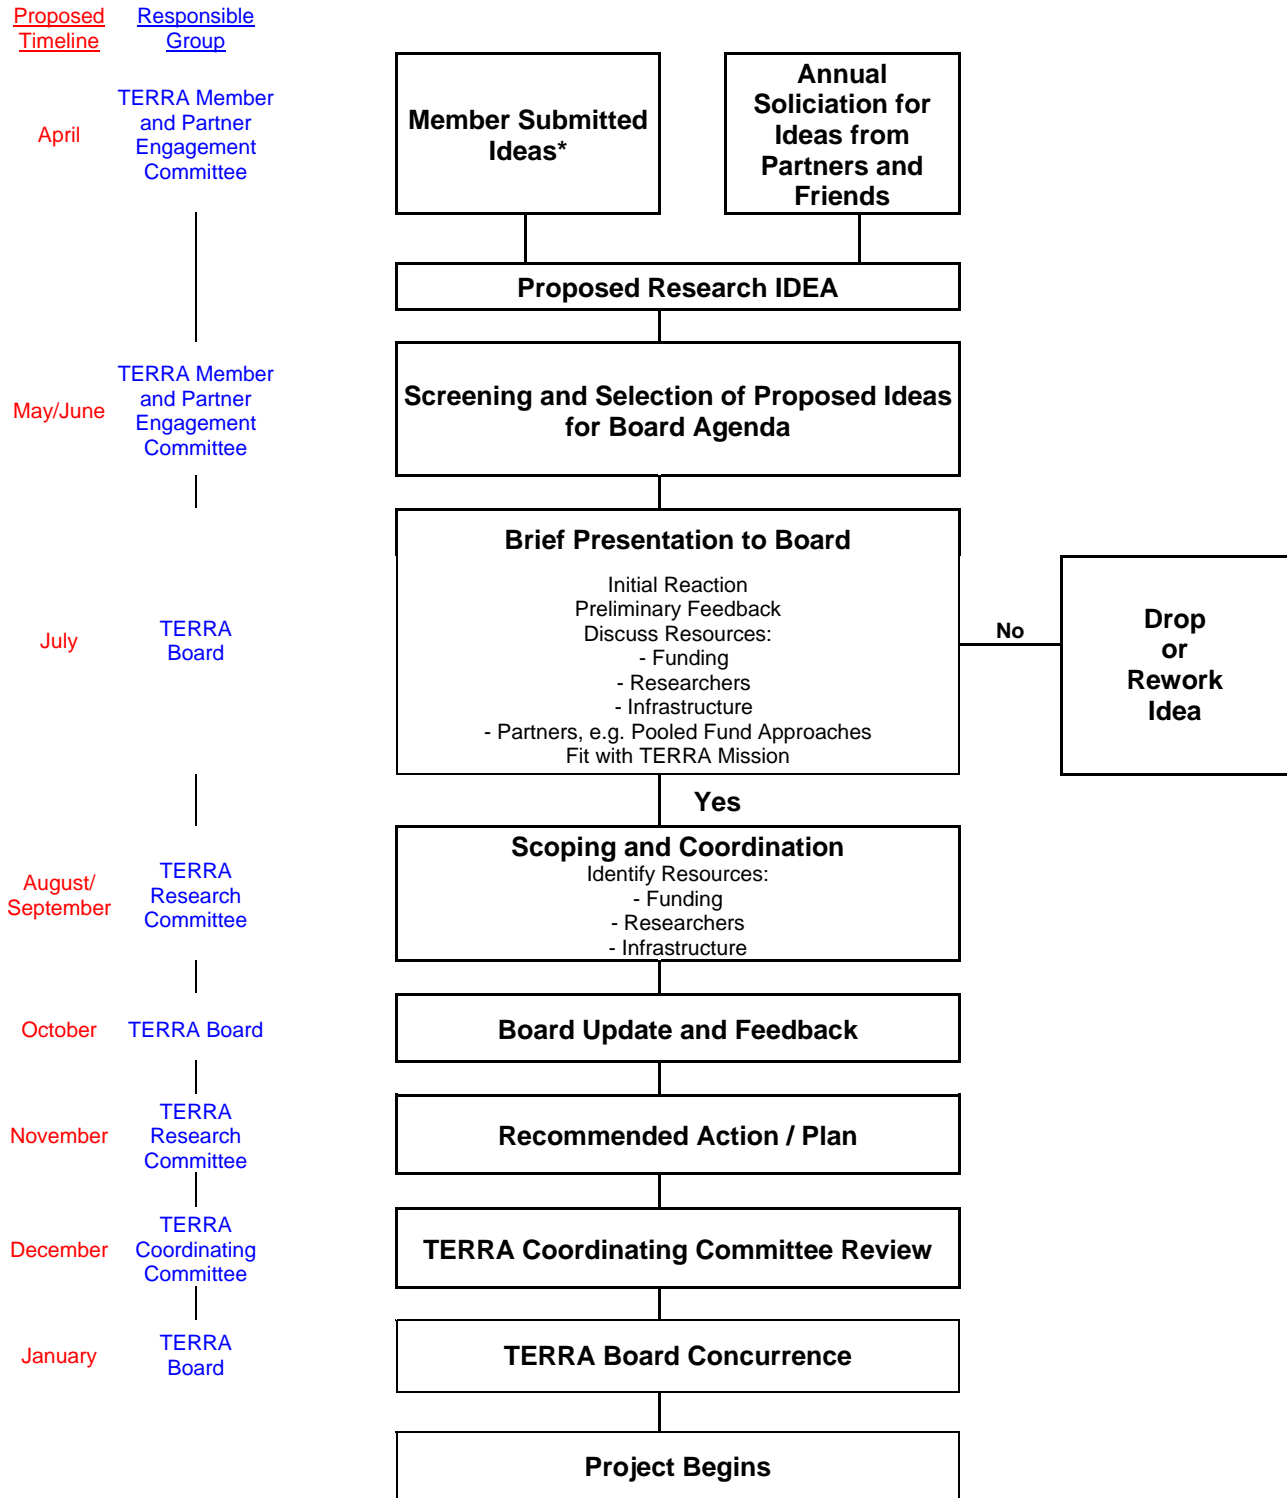 Proposed
Timeline
Responsible
Group
April
TERRA Member
and Partner
Engagement
Committee
Member Submitted
Ideas*
Annual
Soliciation for
Ideas from
Partners and
Friends
Proposed Research IDEA
May/June
TERRA Member
and Partner
Engagement
Committee
Screening and Selection of Proposed Ideas
for Board Agenda
July
TERRA
Board
Brief Presentation to Board
Initial Reaction
Preliminary Feedback
Discuss Resources:
- Funding
- Researchers
- Infrastructure
- Partners, e.g. Pooled Fund Approaches
Fit with TERRA Mission
No
Drop
or
Rework
Idea
Yes
August/
September
TERRA
Research
Committee
Scoping and Coordination
Identify Resources:
- Funding
- Researchers
- Infrastructure
October
TERRA Board
Board Update and Feedback
November
TERRA
Research
Committee
Recommended Action / Plan
December
TERRA
Coordinating
Committee
TERRA Coordinating Committee Review
January
TERRA
Board
TERRA Board Concurrence
Project Begins